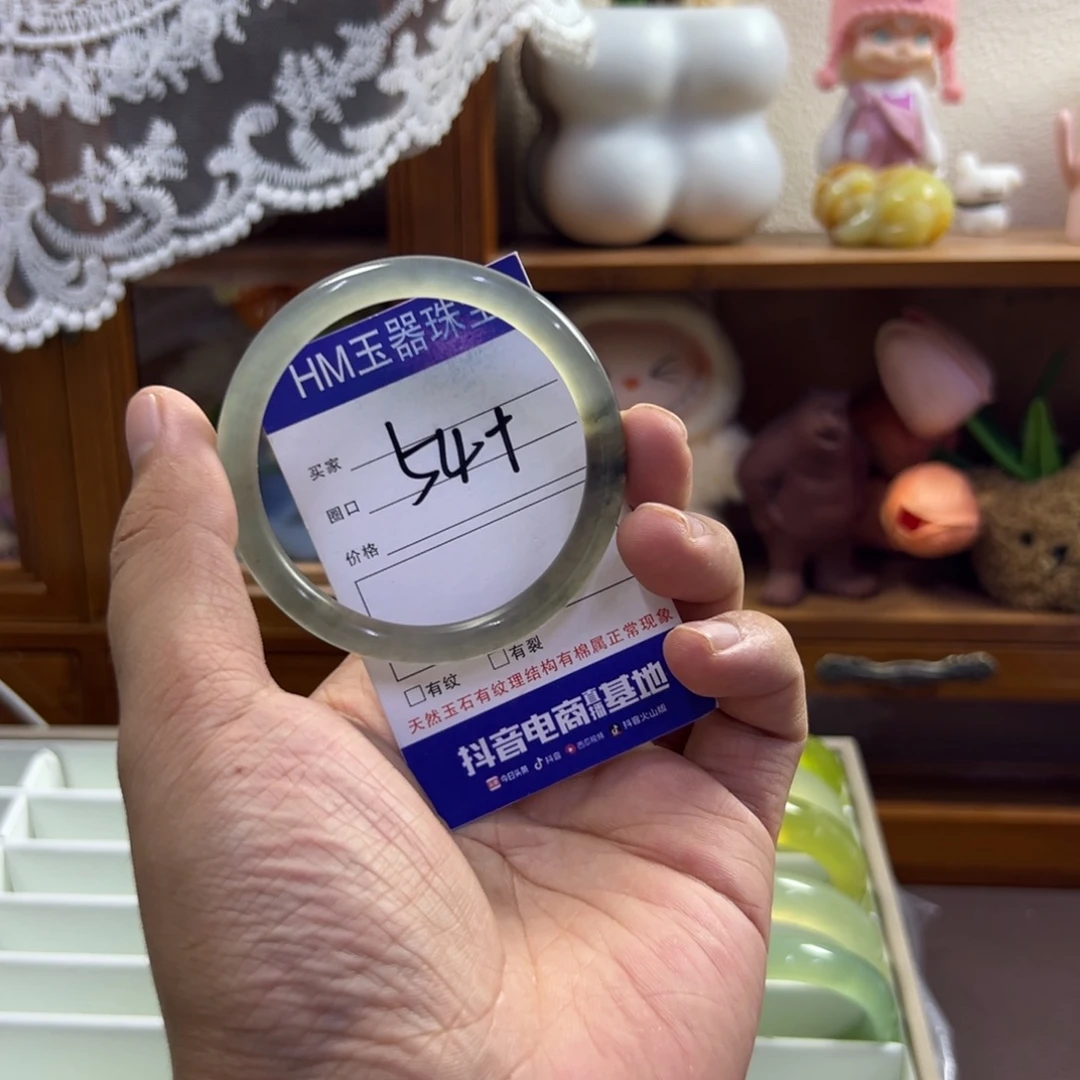 HM玉器珠
买家
54+
圈口
价格
有裂
有纹
天然玉石有纹理结构有棉属正常现象
抖音电商直播基地
今日头条 抖音 西瓜视频 抖音火山版